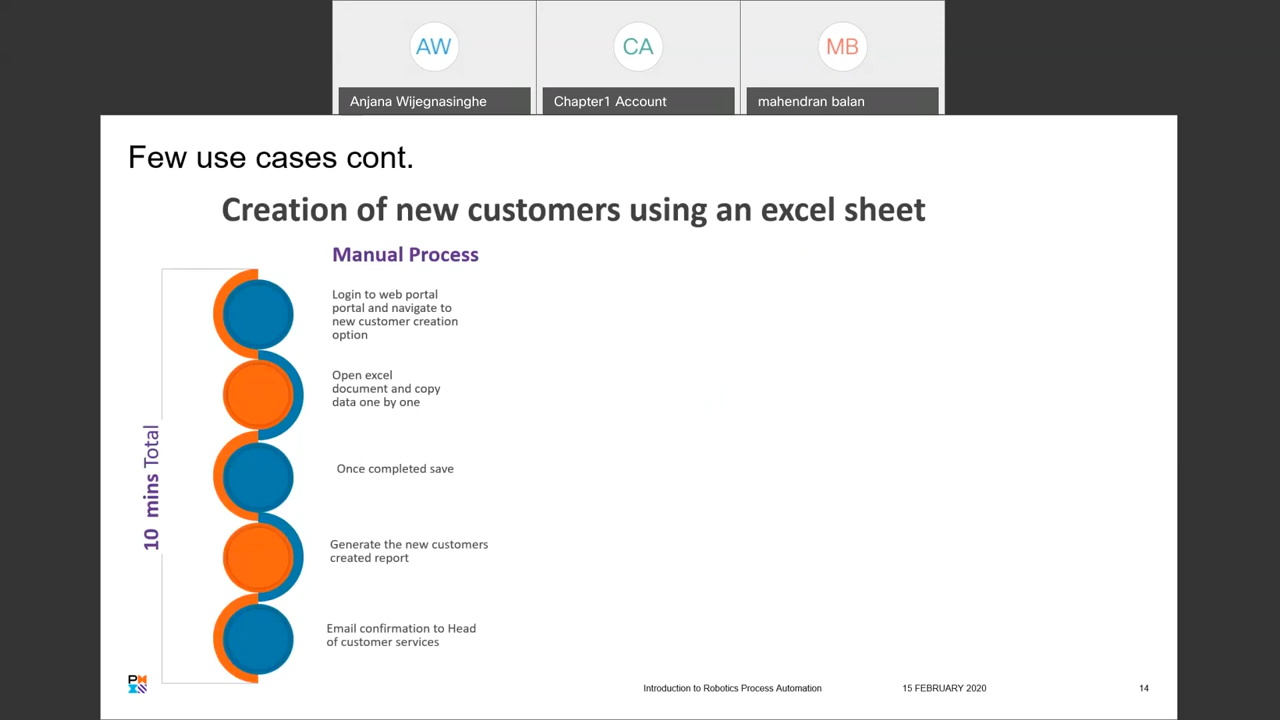 AW
CA
MB
Anjana Wijegnasinghe
Chapter1 Account
mahendran balan
Few use cases cont.
Creation of new customers using an excel sheet
Manual Process
Login to web portal
portal and navigate to
new customer creation
option
Open excel
document and copy
data one by one
Once completed save
Generate the new customers
created report
Email confirmation to Head
of customer services
10 mins Total
Introduction to Robotics Process Automation
15 FEBRUARY 2020
14